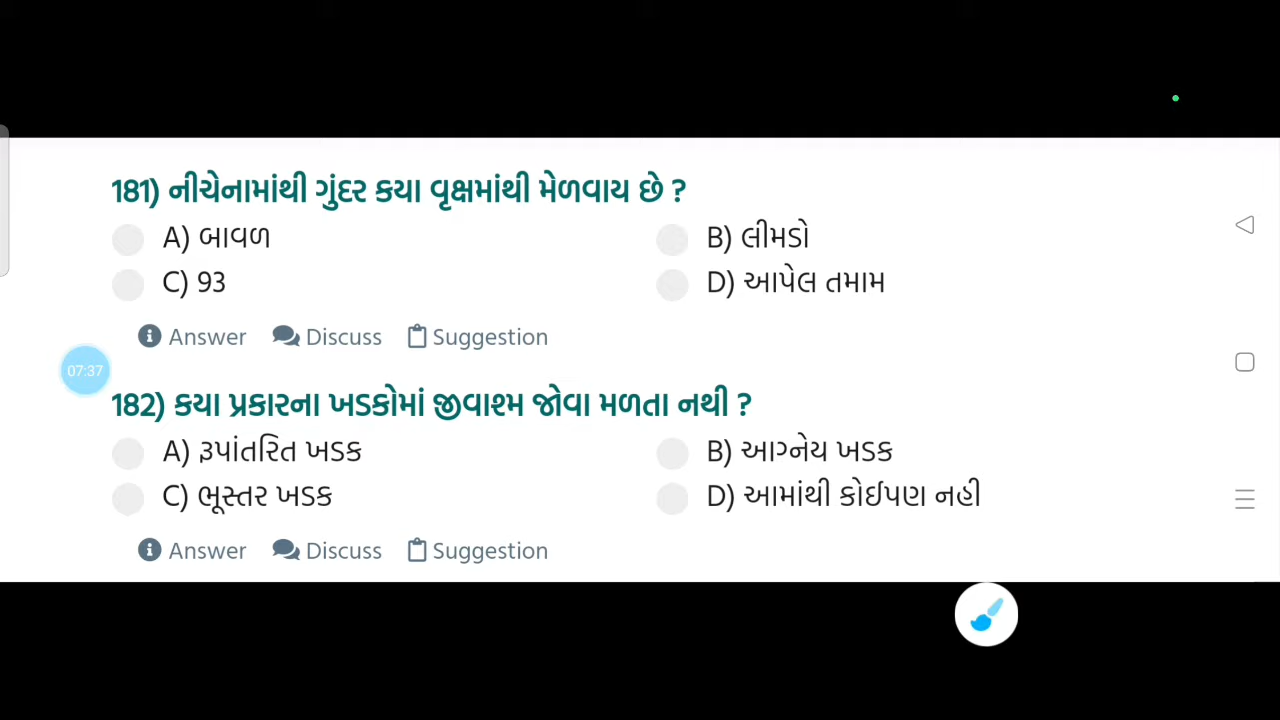 181) નીચેનામાંથી ગુંદર કયા વૃક્ષમાંથી મેળવાય છે ?
A) બાવળ
B) લીમડો
C) 93
D) આપેલ તમામ
Answer Discuss Suggestion
07:37
182) કયા પ્રકારના ખડકોમાં જીવાશ્મ જોવા મળતા નથી ?
A) રૂપાંતરિત ખડક
B) આગ્નેય ખડક
C) ભૂસ્તર ખડક
D) આમાંથી કોઈપણ નહી
Answer Discuss Suggestion